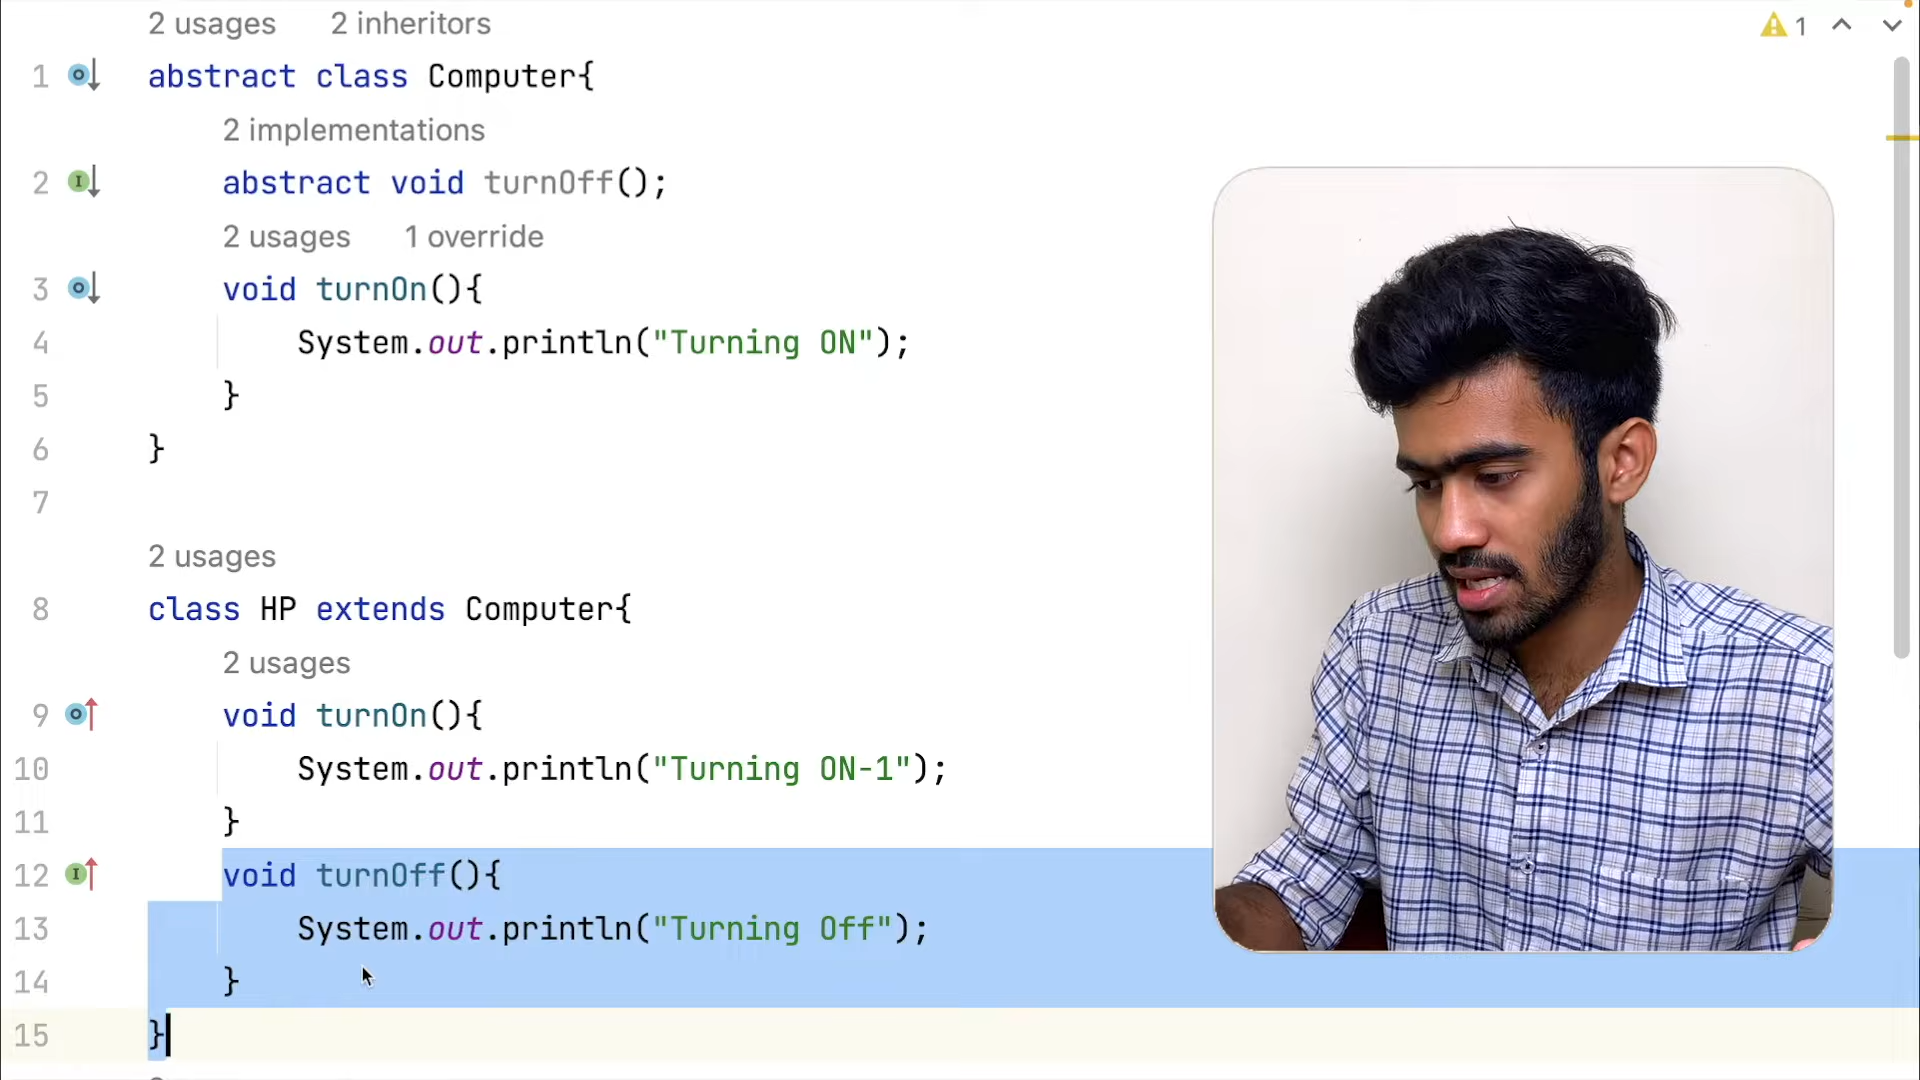 2 usages 2 inheritors
1 abstract class Computer{
2 implementations
2 abstract void turnOff();
2 usages 1 override
3 void turnOn(){
4 System.out.println("Turning ON");
5 }
6 }
7
2 usages
8 class HP extends Computer{
2 usages
9 void turnOn(){
10 System.out.println("Turning ON-1");
11 }
12 void turnOff(){
13 System.out.println("Turning Off");
14 }
15 }
1